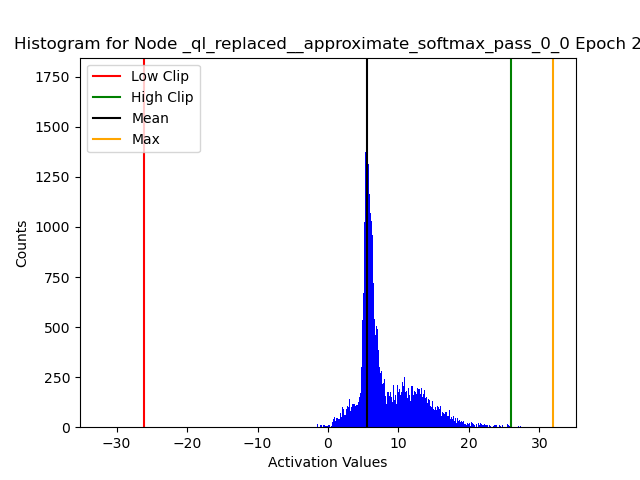 Histogram for Node _ql_replaced__approximate_softmax_pass_0_0 Epoch 2
Low Clip
High Clip
Mean
Max
Counts
1750
1500
1250
1000
750
500
250
0
−30
−20
−10
0
10
20
30
Activation Values